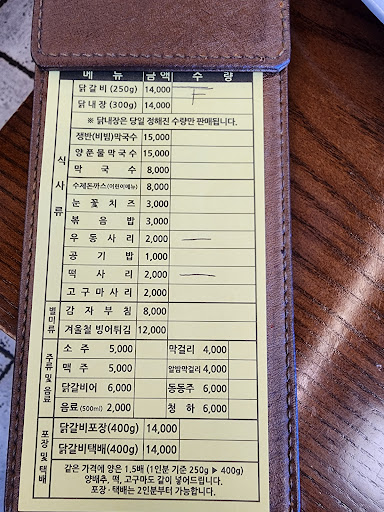 메 뉴 금액 수 량
닭갈비 (250g) 14,000
닭내장 (300g) 14,000
※ 닭내장은 당일 정해진 수량만 판매됩니다.
식사류
쟁반(비빔)막국수 15,000
양푼물막국수 15,000
막국수 8,000
수제돈까스(어린이메뉴) 8,000
눈꽃치즈 3,000
볶음밥 3,000
우동사리 2,000 —
공기밥 1,000
떡사리 2,000 —
고구마사리 2,000
별미류
감자부침 8,000
겨울철 빙어튀김 12,000
주류 및 음료
소주 5,000 막걸리 4,000
맥주 5,000 알밤막걸리 4,000
닭갈비어 6,000 동동주 6,000
음료(500ml) 2,000 청하 6,000
포장 및 택배
닭갈비포장(400g) 14,000
닭갈비택배(400g) 14,000
같은 가격에 양은 1.5배 (1인분 기준 250g ▶ 400g)
양배추, 떡, 고구마도 같이 넣어드립니다.
포장 · 택배는 2인분부터 가능합니다.